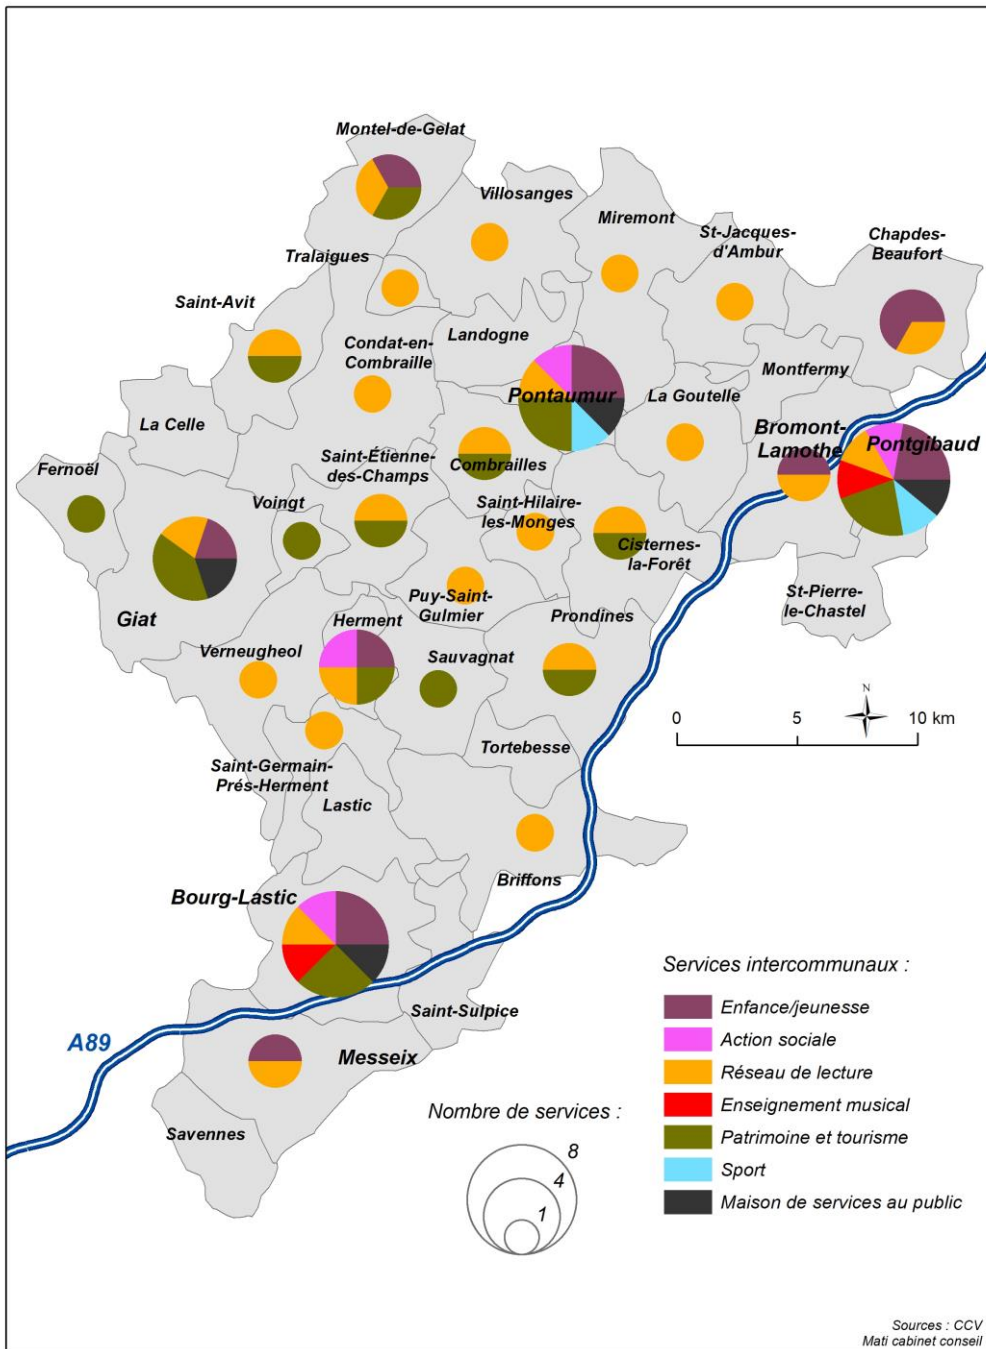 Montel-de-Gelat
Villosanges
Miremont
St-Jacques-
d'Ambur
Chapdes-
Beaufort
Tralaigues
Saint-Avit
Landogne
Condat-en-
Combraille
Montfermy
La Goutelle
Pontaumur
La Celle
Bromont-
Lamothe
Pontgibaud
Fernoël
Saint-Étienne-
des-Champs
Combrailles
Voingt
Saint-Hilaire-
les-Monges
Cisternes-
la-Forêt
Puy-Saint-
Gulmier
St-Pierre-
le-Chastel
Giat
Herment
Prondines
Verneugheol
Sauvagnat
N
0 5 10 km
Tortebesse
Saint-Germain-
Prés-Herment
Lastic
Briffons
Bourg-Lastic
Saint-Sulpice
A89
Messeix
Savennes
Services intercommunaux :
Enfance/jeunesse
Action sociale
Réseau de lecture
Enseignement musical
Patrimoine et tourisme
Sport
Maison de services au public
Nombre de services :
8
4
1
Sources : CCV
Mati cabinet conseil